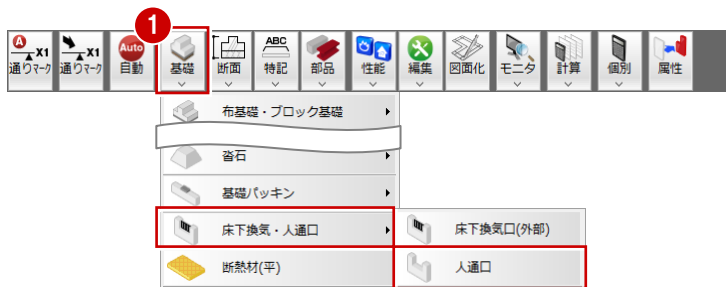 1
A X1 X1 Auto ABC
通りマーク 通りマーク 自動 基礎 断面 特記 部品 性能 編集 図面化 モニタ 計算 個別 属性
布基礎・ブロック基礎
沓石
基礎パッキン
床下換気・人通口 床下換気口(外部)
断熱材(平) 人通口